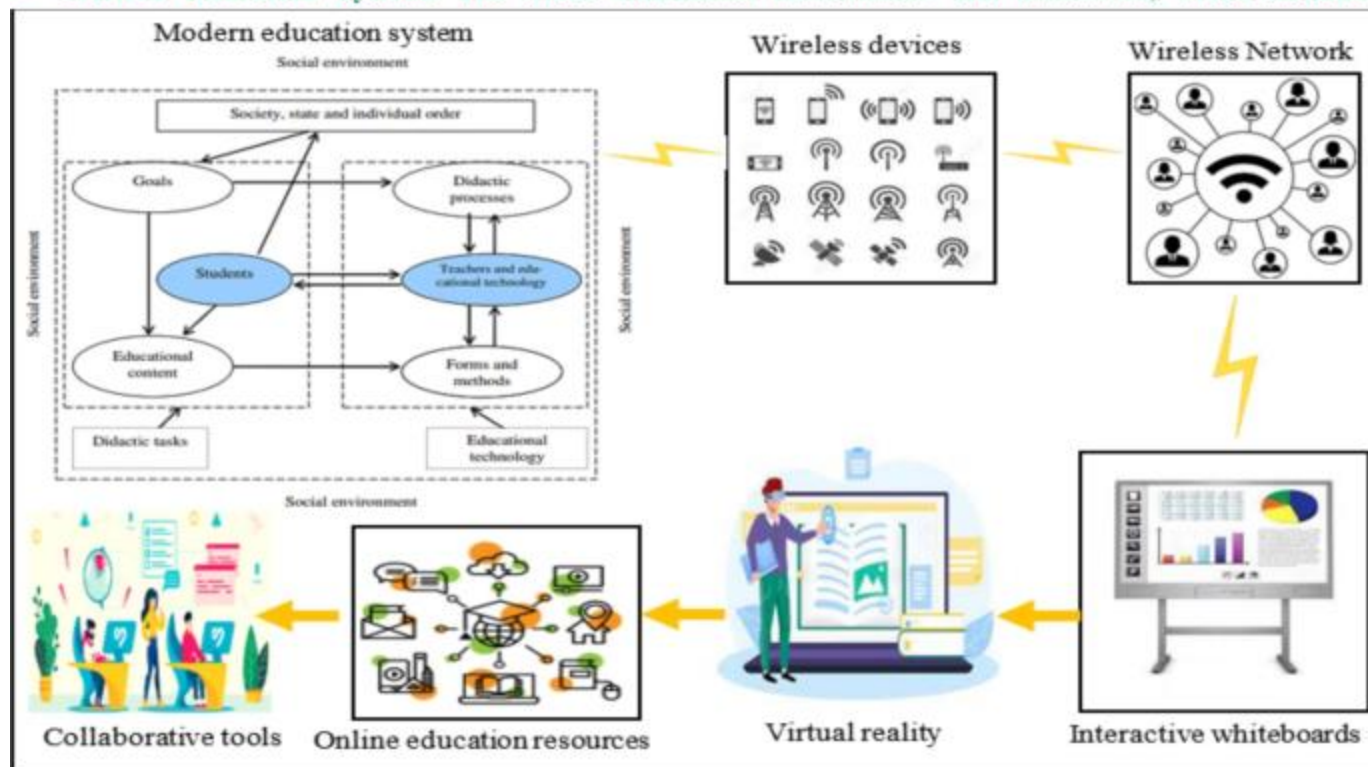 Modern education system
Social environment
Wireless devices
Wireless Network
Society, state and individual order
Goals
Didactic
processes
Social environment
Students
Teachers and edu-
cational technology
Social environment
Educational
content
Forms and
methods
Didactic tasks
Educational
technology
Social environment
Collaborative tools
Online education resources
Virtual reality
Interactive whiteboards